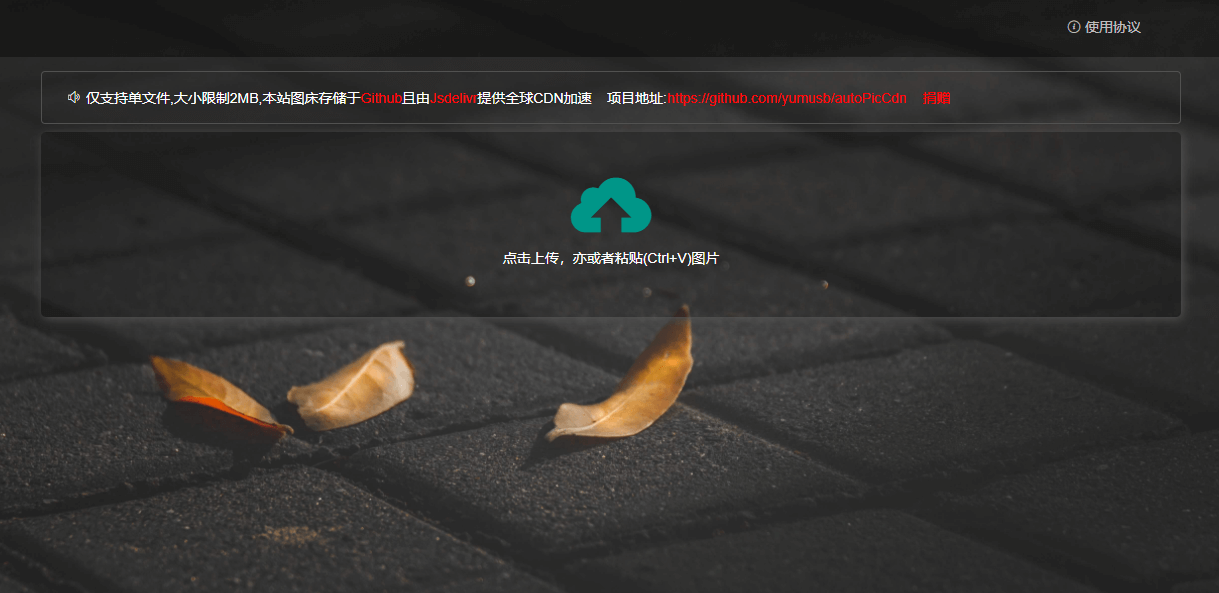 使用协议
仅支持单文件,大小限制2MB,本站图床存储于Github且由Jsdelivr提供全球CDN加速 项目地址:https://github.com/yumusb/autoPicCdn 捐赠
点击上传，亦或者粘贴(Ctrl+V)图片